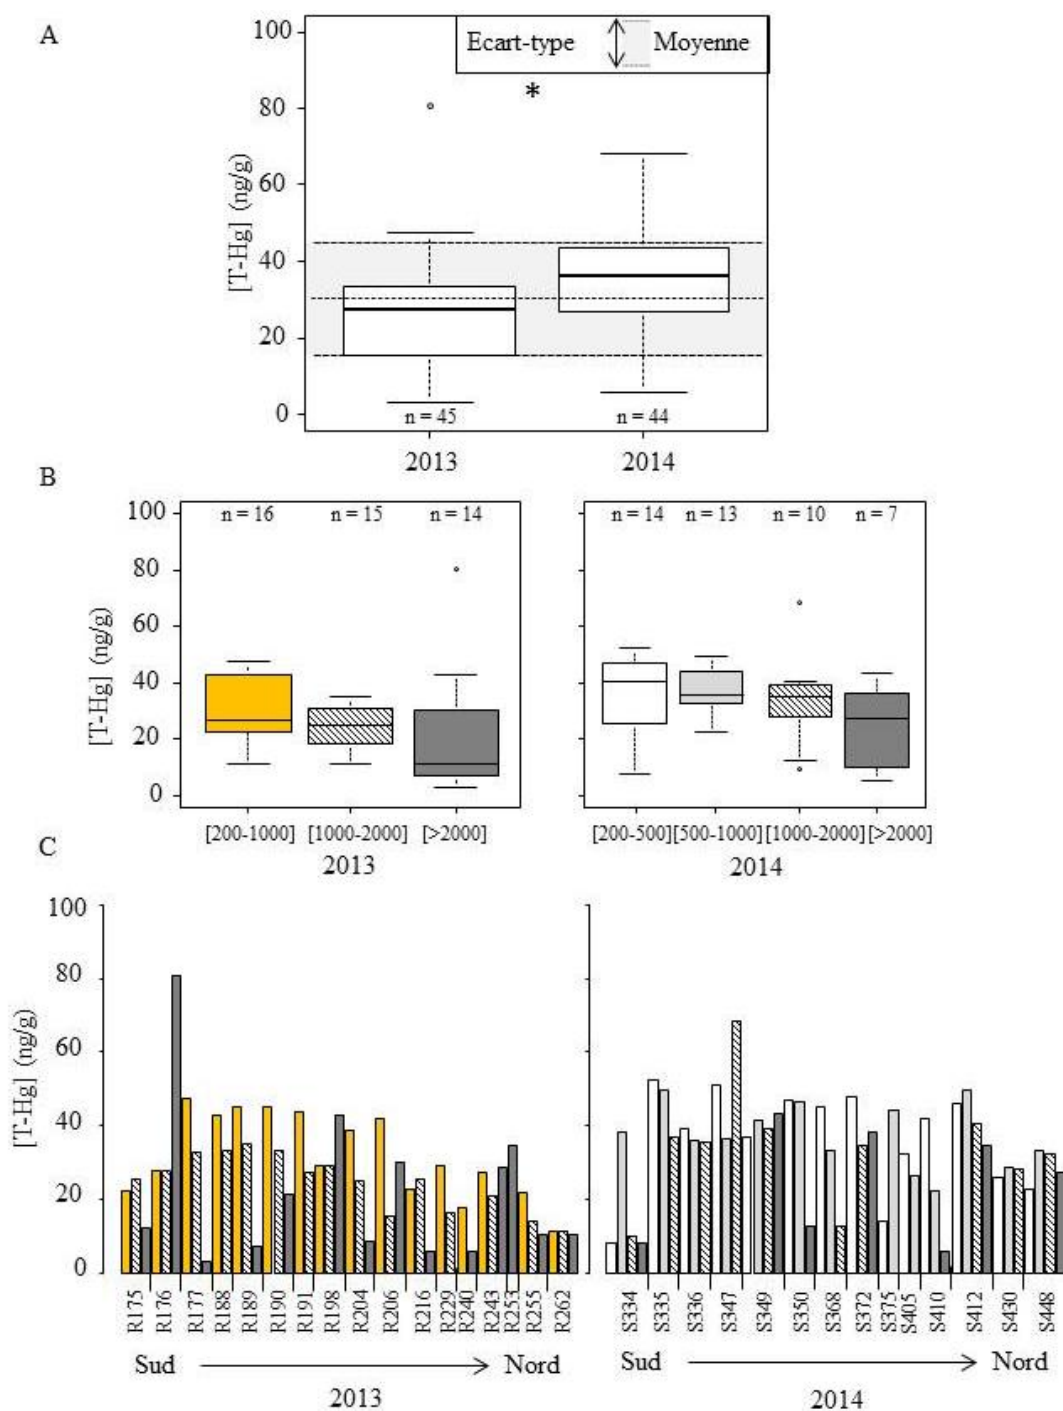 A
Ecart-type Moyenne
*
[T-Hg] (ng/g)
100
80
60
40
20
0
n = 45 n = 44
2013 2014
B
[T-Hg] (ng/g)
100
80
60
40
20
0
n = 16 n = 15 n = 14
[200-1000] [1000-2000] [>2000]
2013
n = 14 n = 13 n = 10 n = 7
[200-500] [500-1000] [1000-2000] [>2000]
2014
C
[T-Hg] (ng/g)
100
80
60
40
20
0
R175 R176 R177 R188 R189 R190 R191 R198 R204 R206 R216 R229 R240 R243 R253 R255 R262
Sud Nord
2013
S334 S335 S336 S347 S349 S350 S368 S372 S375 S405 S410 S412 S430 S448
Sud Nord
2014